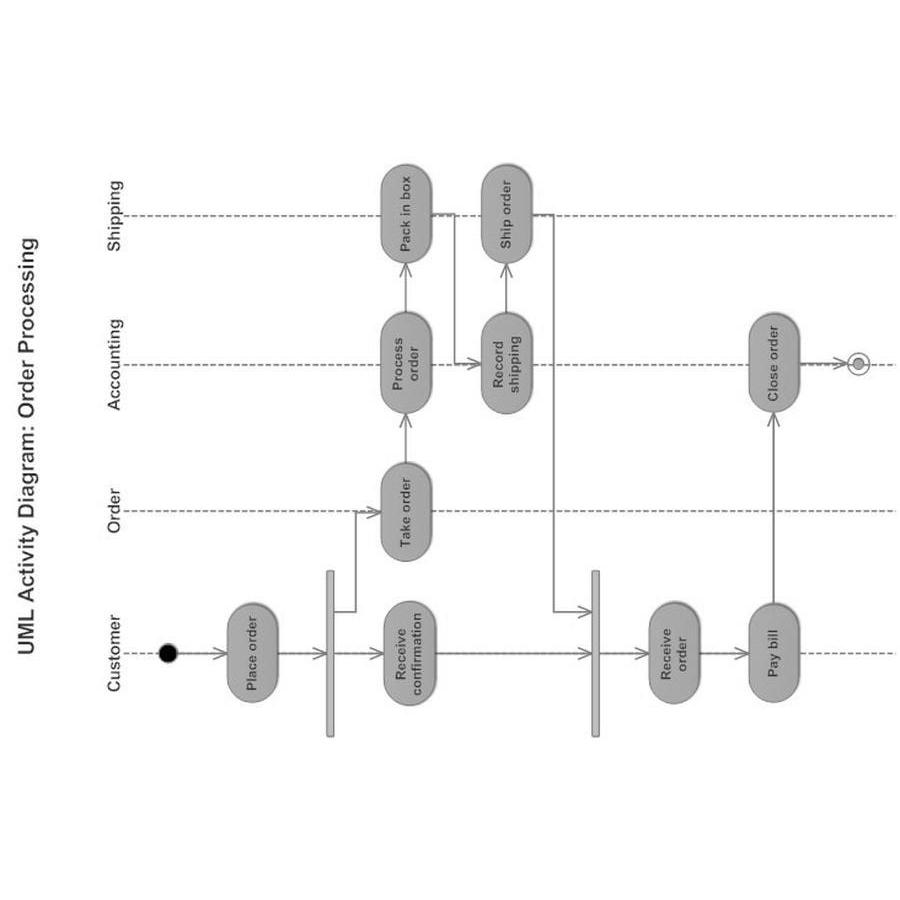 UML Activity Diagram: Order Processing
Customer
Order
Accounting
Shipping
Place order
Receive
confirmation
Take order
Process
order
Pack in box
Record
shipping
Ship order
Receive
order
Pay bill
Close order